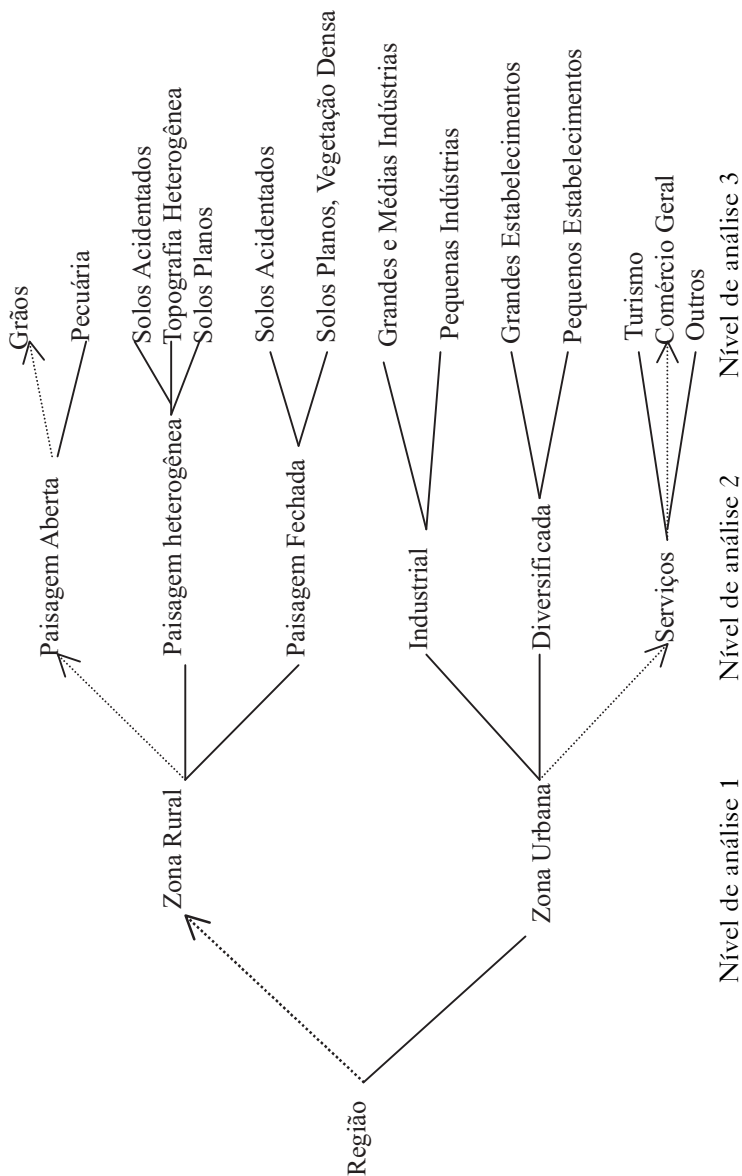 Região
Zona Rural
Zona Urbana
Nível de análise 1
Paisagem Aberta
Paisagem heterogênea
Paisagem Fechada
Industrial
Diversificada
Serviços
Nível de análise 2
Grãos
Pecuária
Solos Acidentados
Topografia Heterogênea
Solos Planos
Solos Acidentados
Solos Planos, Vegetação Densa
Grandes e Médias Indústrias
Pequenas Indústrias
Grandes Estabelecimentos
Pequenos Estabelecimentos
Turismo
Comércio Geral
Outros
Nível de análise 3